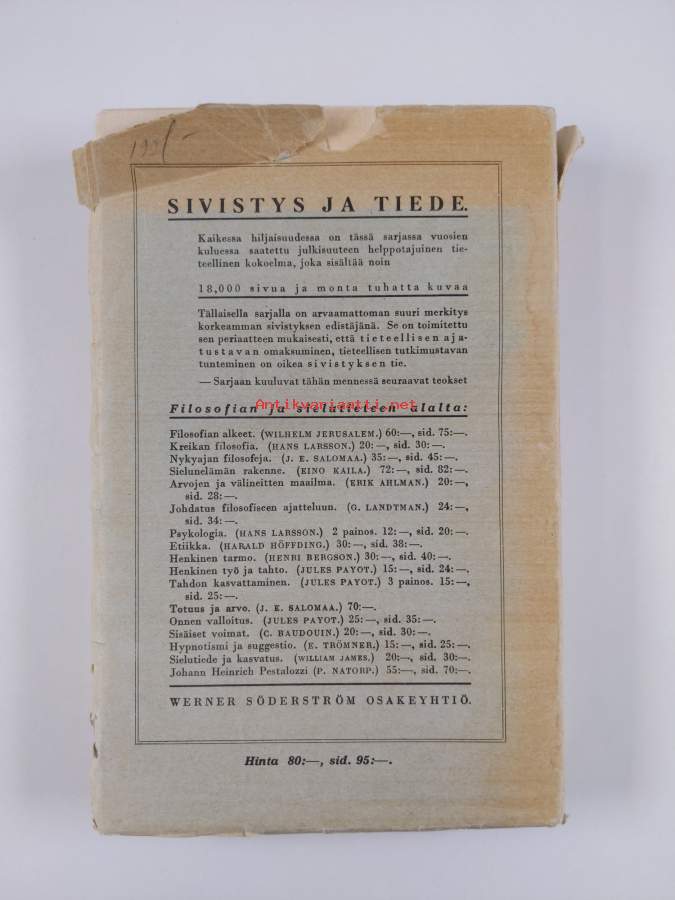 SIVISTYS JA TIEDE.
Kaikessa hiljaisuudessa on tässä sarjassa vuosien
kuluessa saatettu julkisuuteen helppotajuinen tie-
teellinen kokoelma, joka sisältää noin
18,000 sivua ja monta tuhatta kuvaa
Tällaisella sarjalla on arvaamattoman suuri merkitys
korkeamman sivistyksen edistäjänä. Se on toimitettu
sen periaatteen mukaisesti, että tieteellisen aja-
tustavan omaksuminen, tieteellisen tutkimustavan
tunteminen on oikea sivistyksen tie.
— Sarjaan kuuluvat tähän mennessä seuraavat teokset
Antikvariaatti.net
Filosofian ja sielutieteen alalta:
Filosofian alkeet. (WILHELM JERUSALEM.) 60:—, sid. 75:—.
Kreikan filosofia. (HANS LARSSON.) 20:—, sid. 30:—.
Nykyajan filosofeja. (J. E. SALOMAA.) 35:—, sid. 45:—.
Sielunelämän rakenne. (EINO KAILA.) 72:—, sid. 82:—.
Arvojen ja välineitten maailma. (ERIK AHLMAN.) 20:—,
sid. 28:—.
Johdatus filosofiseen ajatteluun. (G. LANDTMAN.) 24:—,
sid. 34:—.
Psykologia. (HANS LARSSON.) 2 painos. 12:—, sid. 20:—.
Etiikka. (HARALD HÖFFDING.) 30:—, sid. 38:—.
Henkinen tarmo. (HENRI BERGSON.) 30:—, sid. 40:—.
Henkinen työ ja tahto. (JULES PAYOT.) 15:—, sid. 24:—.
Tahdon kasvattaminen. (JULES PAYOT.) 3 painos. 15:—,
sid. 25:—.
Totuus ja arvo. (J. E. SALOMAA.) 70:—.
Onnen valloitus. (JULES PAYOT.) 25:—, sid. 35:—.
Sisäiset voimat. (C. BAUDOUIN.) 20:—, sid. 30:—.
Hypnotismi ja suggestio. (E. TRÖMNER.) 15:—, sid. 25:—.
Sielutiede ja kasvatus. (WILLIAM JAMES.) 20:—, sid. 30:—.
Johann Heinrich Pestalozzi (P. NATORP.) 55:—, sid. 70:—.
WERNER SÖDERSTRÖM OSAKEYHTIÖ.
Hinta 80:—, sid. 95:—.